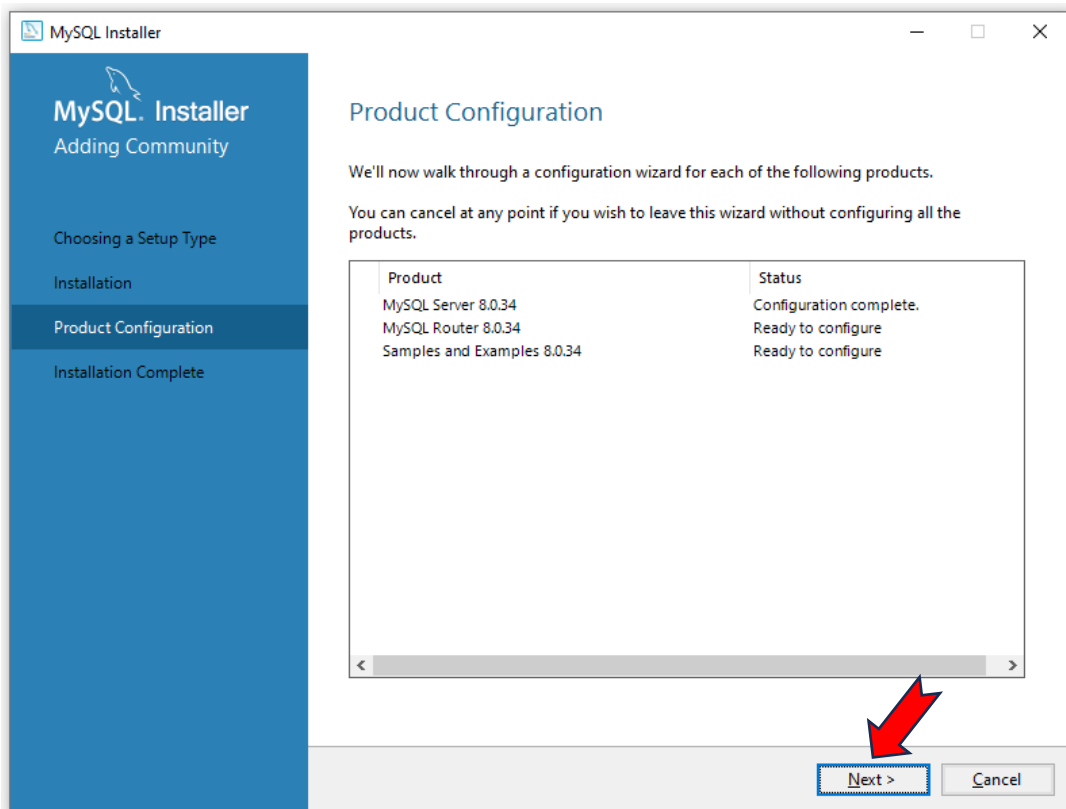 MySQL Installer
MySQL. Installer
Adding Community
Choosing a Setup Type
Installation
Product Configuration
Installation Complete
Product Configuration
We'll now walk through a configuration wizard for each of the following products.
You can cancel at any point if you wish to leave this wizard without configuring all the
products.
Product Status
MySQL Server 8.0.34 Configuration complete.
MySQL Router 8.0.34 Ready to configure
Samples and Examples 8.0.34 Ready to configure
Next > Cancel